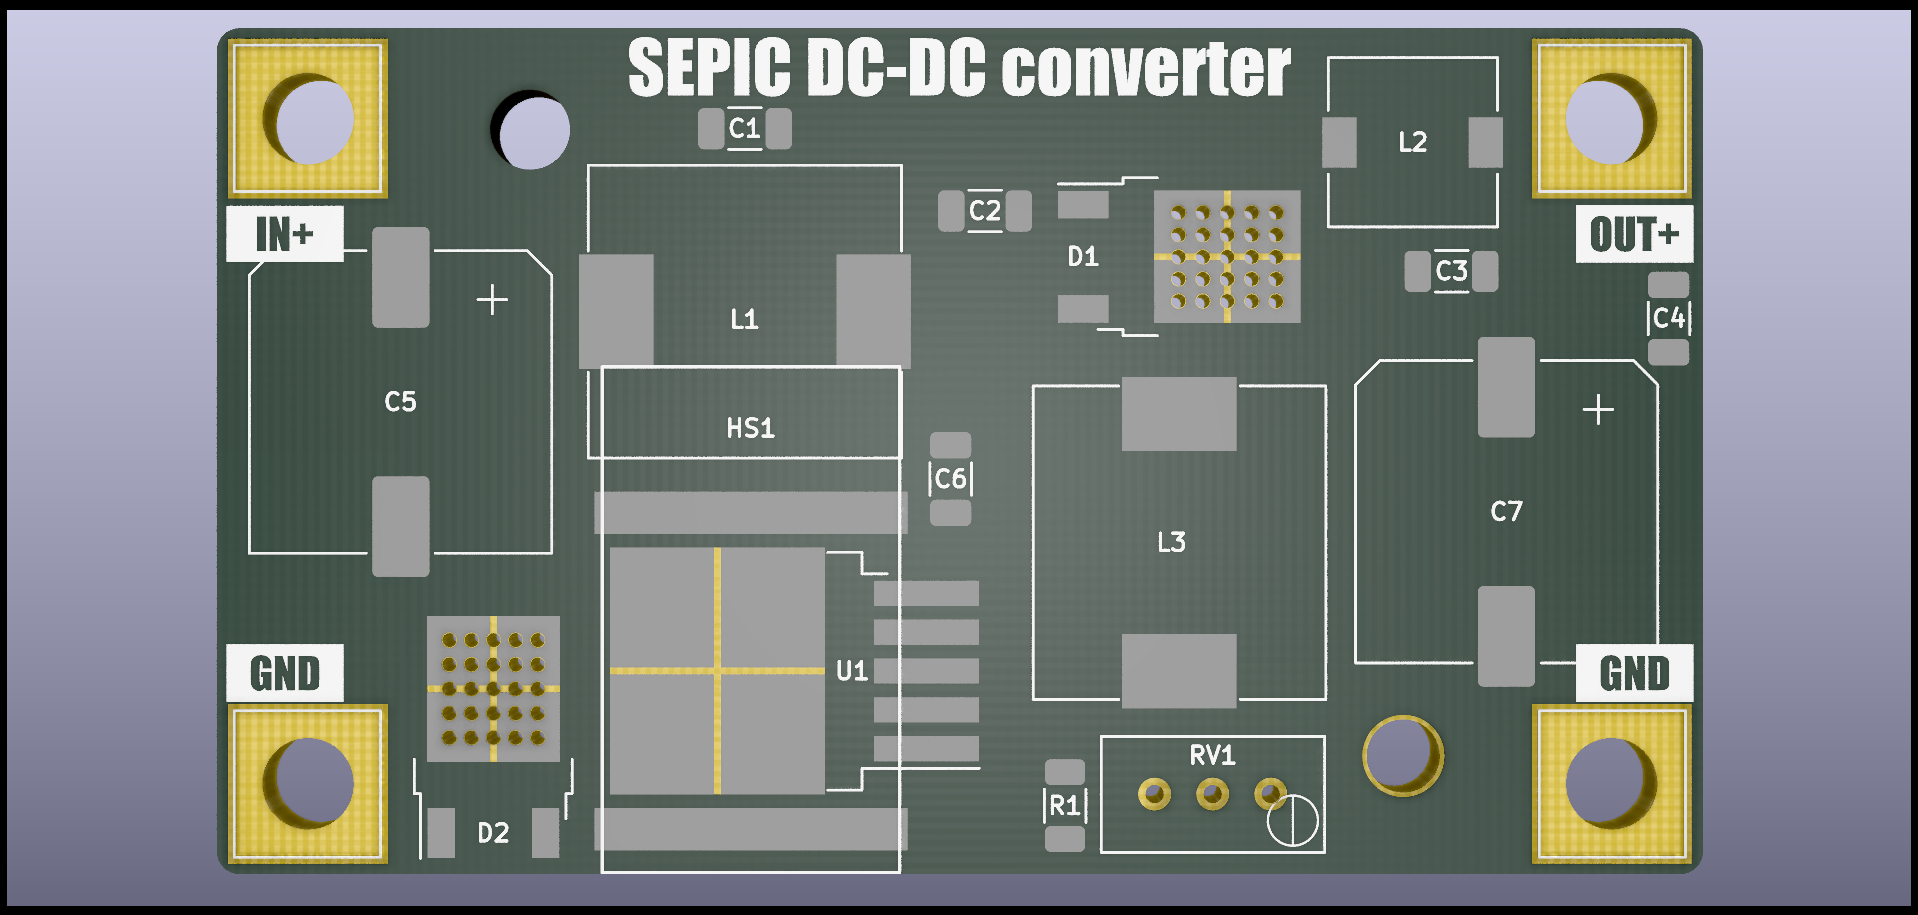 SEPIC DC-DC converter
C1
L2
IN+
C2
OUT+
D1
C3
L1
C4
C5
HS1
C6
C7
L3
GND
U1
GND
RV1
R1
D2